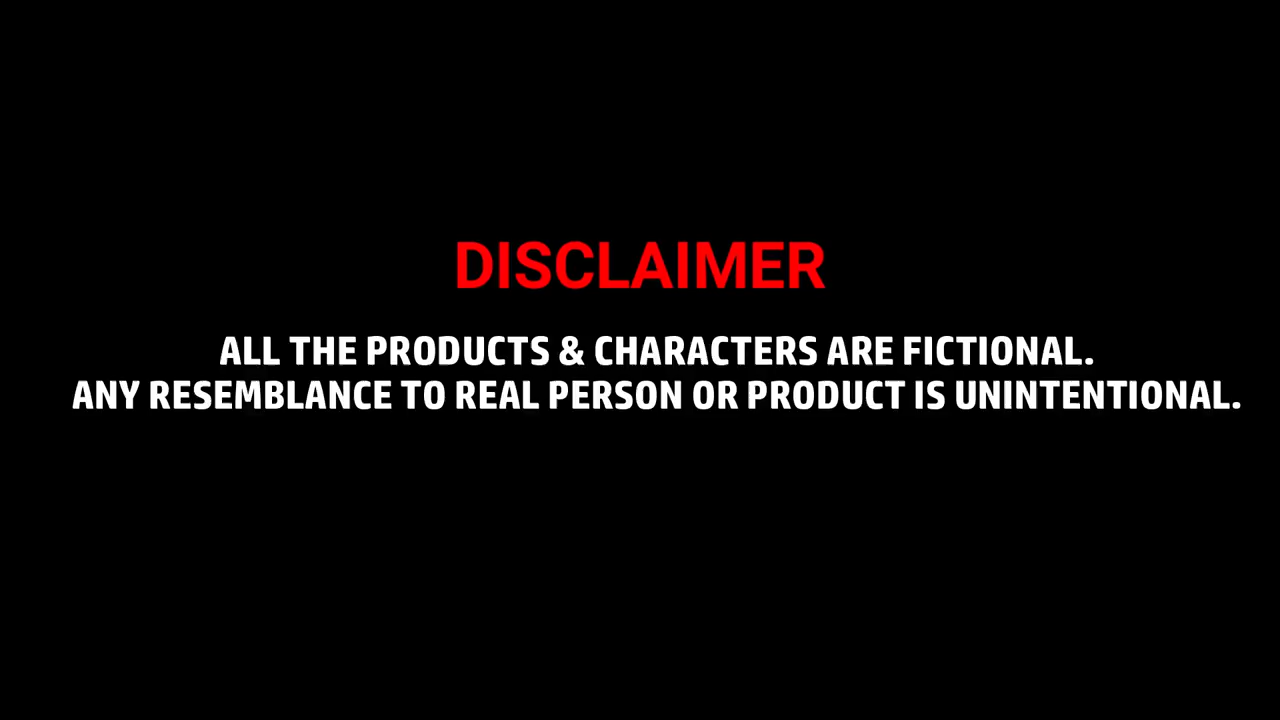 DISCLAIMER
ALL THE PRODUCTS & CHARACTERS ARE FICTIONAL.
ANY RESEMBLANCE TO REAL PERSON OR PRODUCT IS UNINTENTIONAL.